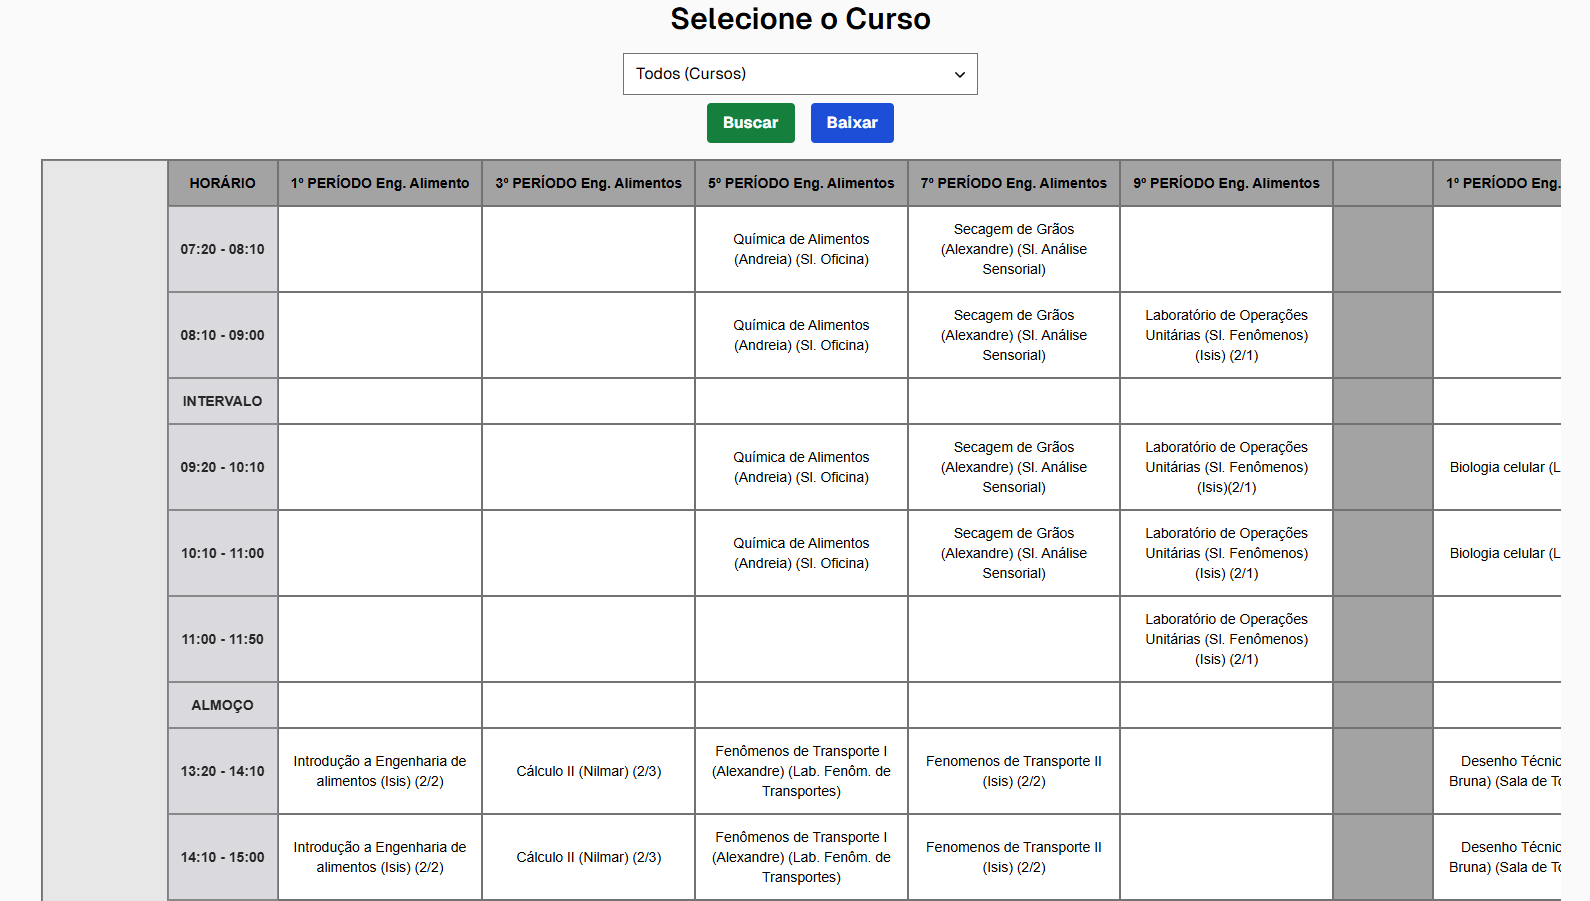 Selecione o Curso
Todos (Cursos)
Buscar Baixar
HORÁRIO 1º PERÍODO Eng. Alimento 3º PERÍODO Eng. Alimentos 5º PERÍODO Eng. Alimentos 7º PERÍODO Eng. Alimentos 9º PERÍODO Eng. Alimentos 1º PERÍODO Eng.
07:20 - 08:10
Química de Alimentos
(Andreia) (Sl. Oficina)
Secagem de Grãos
(Alexandre) (Sl. Análise
Sensorial)
08:10 - 09:00
Química de Alimentos
(Andreia) (Sl. Oficina)
Secagem de Grãos
(Alexandre) (Sl. Análise
Sensorial)
Laboratório de Operações
Unitárias (Sl. Fenômenos)
(Isis) (2/1)
INTERVALO
09:20 - 10:10
Química de Alimentos
(Andreia) (Sl. Oficina)
Secagem de Grãos
(Alexandre) (Sl. Análise
Sensorial)
Laboratório de Operações
Unitárias (Sl. Fenômenos)
(Isis)(2/1)
Biologia celular (L
10:10 - 11:00
Química de Alimentos
(Andreia) (Sl. Oficina)
Secagem de Grãos
(Alexandre) (Sl. Análise
Sensorial)
Laboratório de Operações
Unitárias (Sl. Fenômenos)
(Isis) (2/1)
Biologia celular (L
11:00 - 11:50
Laboratório de Operações
Unitárias (Sl. Fenômenos)
(Isis) (2/1)
ALMOÇO
13:20 - 14:10
Introdução a Engenharia de
alimentos (Isis) (2/2)
Cálculo II (Nilmar) (2/3)
Fenômenos de Transporte I
(Alexandre) (Lab. Fenôm. de
Transportes)
Fenomenos de Transporte II
(Isis) (2/2)
Desenho Técnic
Bruna) (Sala de
14:10 - 15:00
Introdução a Engenharia de
alimentos (Isis) (2/2)
Cálculo II (Nilmar) (2/3)
Fenômenos de Transporte I
(Alexandre) (Lab. Fenôm. de
Transportes)
Fenomenos de Transporte II
(Isis) (2/2)
Desenho Técnic
Bruna) (Sala de